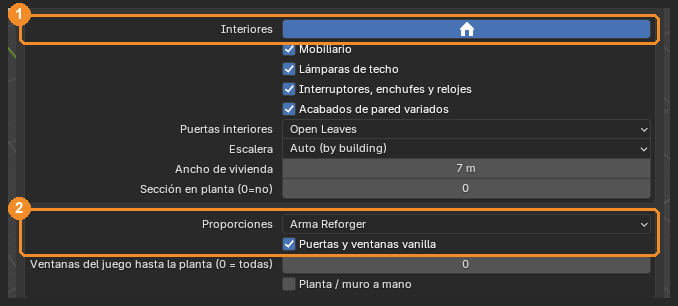 1
Interiores
Mobiliario
Lámparas de techo
Interruptores, enchufes y relojes
Acabados de pared variados
Puertas interiores Open Leaves
Escalera Auto (by building)
Ancho de vivienda 7 m
Sección en planta (0=no) 0
2
Proporciones Arma Reforger
Puertas y ventanas vanilla
Ventanas del juego hasta la planta (0 = todas) 0
Planta / muro a mano